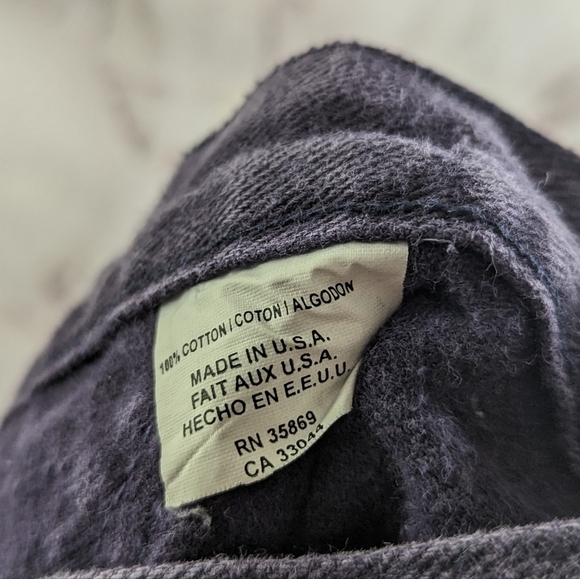 100% COTTON | COTON | ALGODON
MADE IN U.S.A.
FAIT AUX U.S.A.
HECHO EN E.E.U.U.
RN 35869
CA 33044